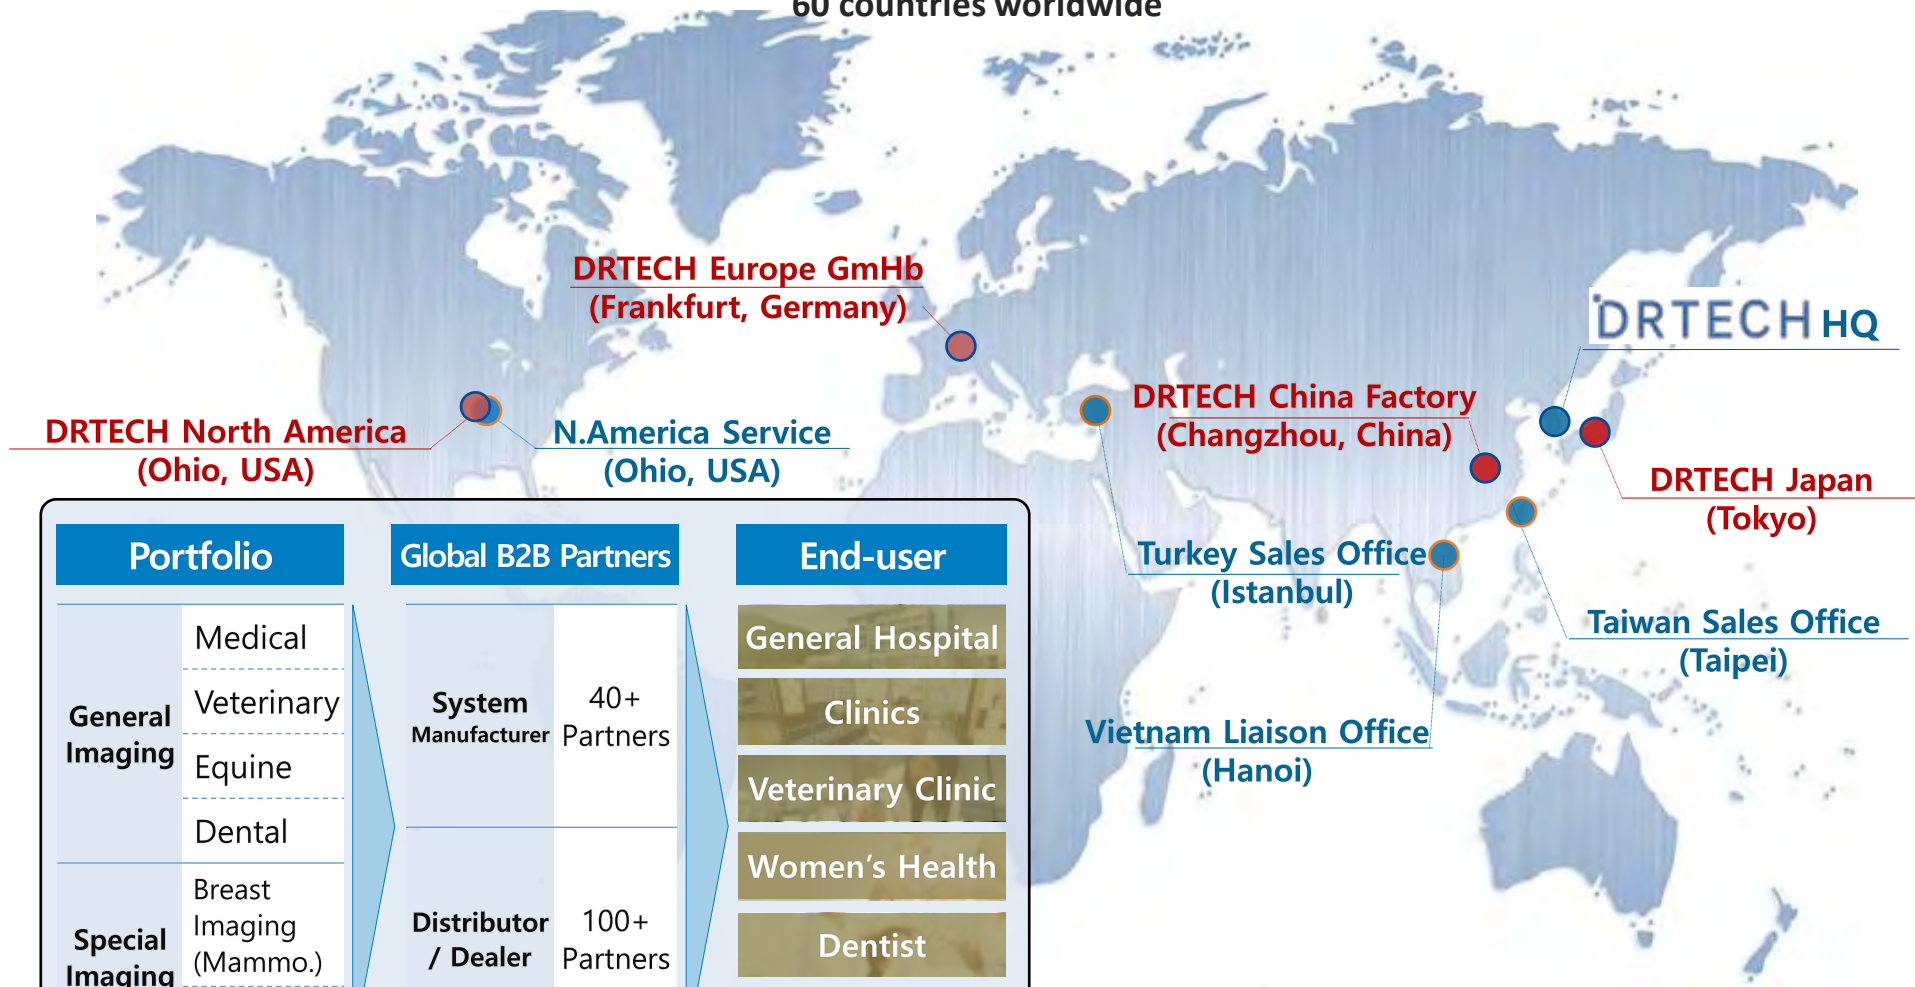 60 countries worldwide
DRTECH Europe GmHb
(Frankfurt, Germany)
DRTECH HQ
DRTECH China Factory
(Changzhou, China)
DRTECH North America
(Ohio, USA)
N.America Service
(Ohio, USA)
DRTECH Japan
(Tokyo)
Turkey Sales Office
(Istanbul)
Taiwan Sales Office
(Taipei)
Vietnam Liaison Office
(Hanoi)
Portfolio
General
Imaging
Medical
Veterinary
Equine
Dental
Special
Imaging
Breast
Imaging
(Mammo.)
Global B2B Partners
System
Manufacturer
40+
Partners
Distributor
/ Dealer
100+
Partners
End-user
General Hospital
Clinics
Veterinary Clinic
Women's Health
Dentist